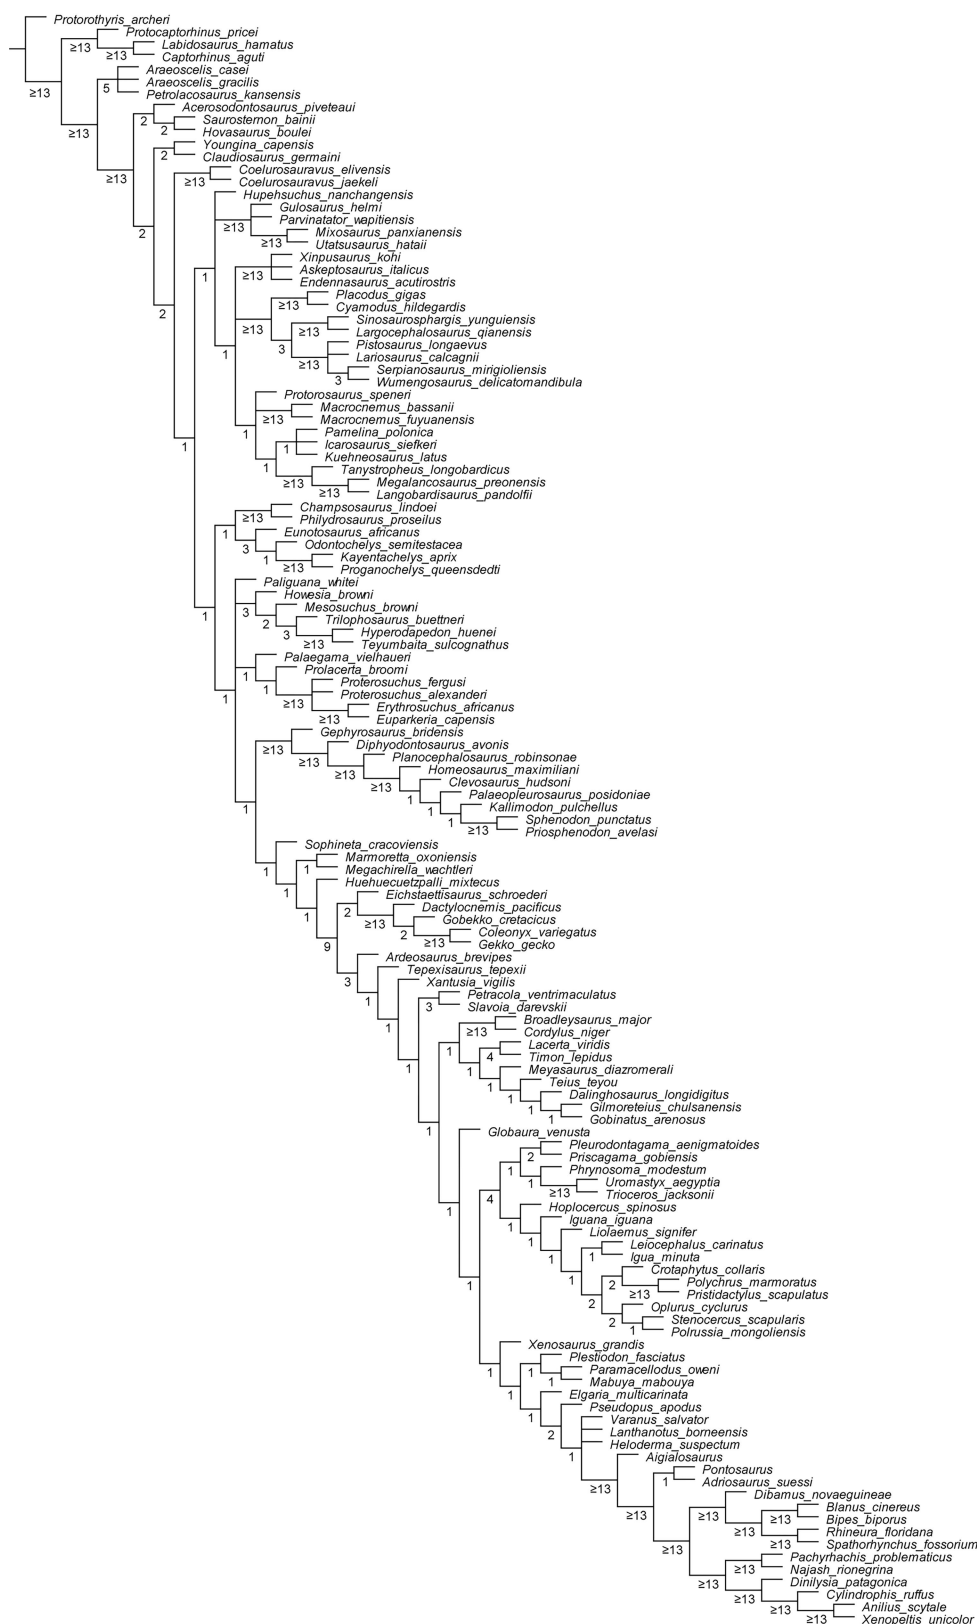 Protorothyris_archeri
Protocaptorhinus_pricei
≥13
Labidosaurus_hamatus
≥13
Captorhinus_aguti
Araeoscelis_casei
≥13
5
Araeoscelis_gracilis
Petrolacosaurus_kansensis
Acerosodontosaurus_piveteaui
2
Saurosternon_bainii
≥13
2
Hovasaurus_boulei
Youngina_capensis
2
Claudiosaurus_germaini
Coelurosauravus_elivensis
≥13
≥13
Coelurosauravus_jaekeli
Hupehsuchus_nanchangensis
Gulosaurus_helmi
Parvinatator_wapitiensis
≥13
2
Mixosaurus_panxianensis
≥13
Utatsusaurus_hataii
Xinpusaurus_kohi
1
≥13
Askeptosaurus_italicus
Endennasaurus_acutirostris
Placodus_gigas
≥13
Cyamodus_hildegardis
2
Sinosaurosphargis_yunguiensis
≥13
≥13
Largocephalosaurus_qianensis
3
Pistosaurus_longaevus
1
Lariosaurus_calcagnii
≥13
Serpianosaurus_mirigioliensis
3
Wumengosaurus_delicatomandibula
Protorosaurus_speneri
Macrocnemus_bassanii
≥13
Macrocnemus_fuyuanensis
1
Pamelina_polonica
1
1
Icarosaurus_siefkeri
Kuehneosaurus_latus
1
Tanystropheus_longobardicus
≥13
Megalancosaurus_preonensis
≥13
Langobardisaurus_pandolfii
Champsosaurus_lindoei
≥13
Philydrosaurus_proseilus
1
Eunotosaurus_africanus
3
Odontochelys_semitestacea
1
Kayentachelys_aprix
≥13
Proganochelys_queensdedti
Paliguana_whitei
Howesia_browni
1
3
Mesosuchus_browni
2
Trilophosaurus_buettneri
3
Hyperodapedon_huenei
≥13
Teyumbaita_sulcognathus
Palaegama_vielhaueri
1
Prolacerta_broomi
1
1
Proterosuchus_fergusi
≥13
Proterosuchus_alexanderi
Erythrosuchus_africanus
≥13
Euparkeria_capensis
Gephyrosaurus_bridensis
≥13
Diphyodontosaurus_avonis
≥13
Planocephalosaurus_robinsonae
≥13
Homeosaurus_maximiliani
≥13
Clevosaurus_hudsoni
1
Palaeopleurosaurus_posidoniae
1
1
Kallimodon_pulchellus
1
Sphenodon_punctatus
≥13
Priosphenodon_avelasi
Sophineta_cracoviensis
Marmoretta_oxoniensis
1
1
Megachirella_wachtleri
1
Huehuecuetzpalli_mixtecus
Eichstaettisaurus_schroederi
1
2
Dactylocnemis_pacificus
≥13
Gobekko_cretacicus
2
Coleonyx_variegatus
9
≥13
Gekko_gecko
Ardeosaurus_brevipes
Tepexisaurus_tepexii
3
Xantusia_vigilis
1
Petracola_ventrimaculatus
3
Slavoia_darevskii
1
Broadleysaurus_major
≥13
Cordylus_niger
Lacerta_viridis
1
4
Timon_lepidus
1
1
Meyasaurus_diazromerali
1
Teius_teyou
1
Dalinghosaurus_longidigitus
1
Gilmoreteius_chulsanensis
1
Gobinatus_arenosus
1
Globaura_venusta
Pleurodontagama_aenigmatoides
2
Priscagama_gobiensis
1
Phrynosoma_modestum
1
Uromastyx_aegyptia
≥13
Trioceros_jacksonii
4
1
Hoplocercus_spinosus
1
Iguana_iguana
1
Liolaemus_signifer
1
Leiocephalus_carinatus
1
Igua_minuta
Crotaphytus_collaris
1
1
2
Polychrus_marmoratus
≥13
Pristidactylus_scapulatus
2
Oplurus_cyclurus
2
Stenocercus_scapularis
1
Polrussia_mongoliensis
Xenosaurus_grandis
Plestiodon_fasciatus
1
1
Paramacellodus_oweni
1
Mabuya_mabouya
1
Elgaria_multicarinata
1
Pseudopus_apodus
2
Varanus_salvator
Lanthanotus_borneensis
1
Heloderma_suspectum
Aigialosaurus
Pontosaurus
≥13
1
Adriosaurus_suessi
Dibamus_novaeguineae
≥13
≥13
Blanus_cinereus
≥13
Bipes_biporus
≥13
Rhineura_floridana
≥13
≥13
Spathorhynchus_fossorium
Pachyrhachis_problematicus
≥13
Najash_rionegrina
≥13
Dinilysia_patagonica
≥13
Cylindrophis_ruffus
≥13
Anilius_scytale
≥13
Xenopeltis_unicolor